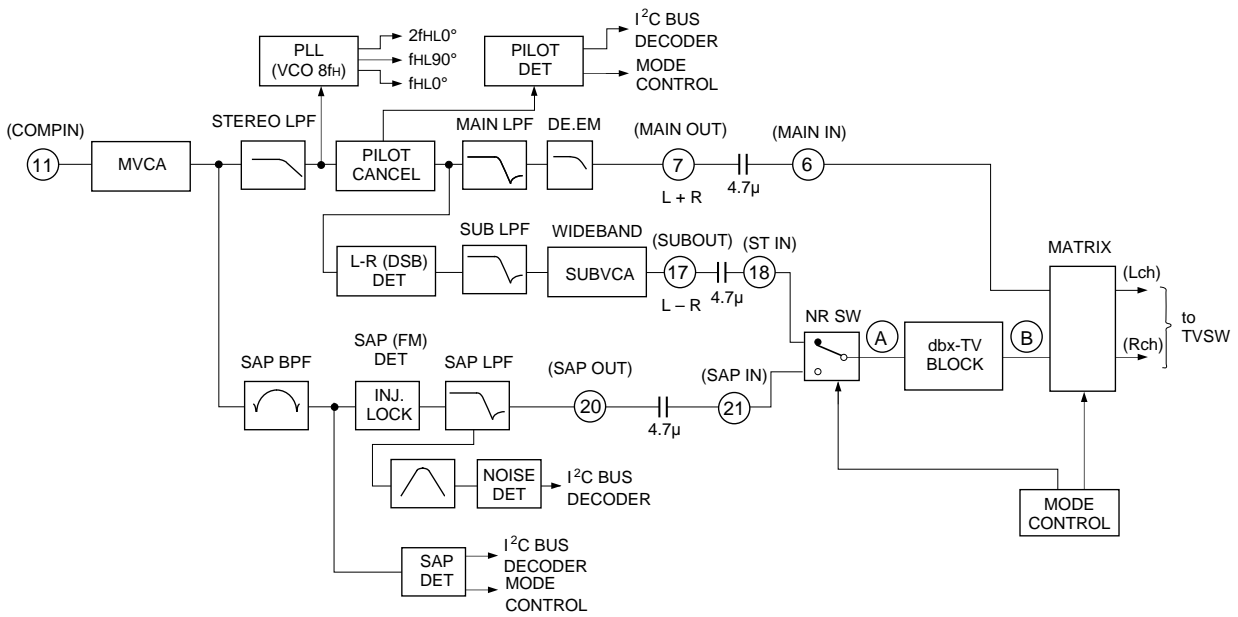 I²C BUS
DECODER
MODE
CONTROL
PLL
(VCO 8fH)
2fHL0°
fHL90°
fHL0°
PILOT
DET
(COMPIN)
11
MVCA
STEREO LPF
PILOT
CANCEL
MAIN LPF
DE.EM
(MAIN OUT)
7
L + R
4.7µ
(MAIN IN)
6
L-R (DSB)
DET
SUB LPF
WIDEBAND
SUBVCA
(SUBOUT)
17
L – R
4.7µ
(ST IN)
18
MATRIX
(Lch)
(Rch)
to
TVSW
NR SW
A
dbx-TV
BLOCK
B
SAP BPF
SAP (FM)
DET
INJ.
LOCK
SAP LPF
(SAP OUT)
20
4.7µ
(SAP IN)
21
NOISE
DET
I²C BUS
DECODER
MODE
CONTROL
SAP
DET
I²C BUS
DECODER
MODE
CONTROL